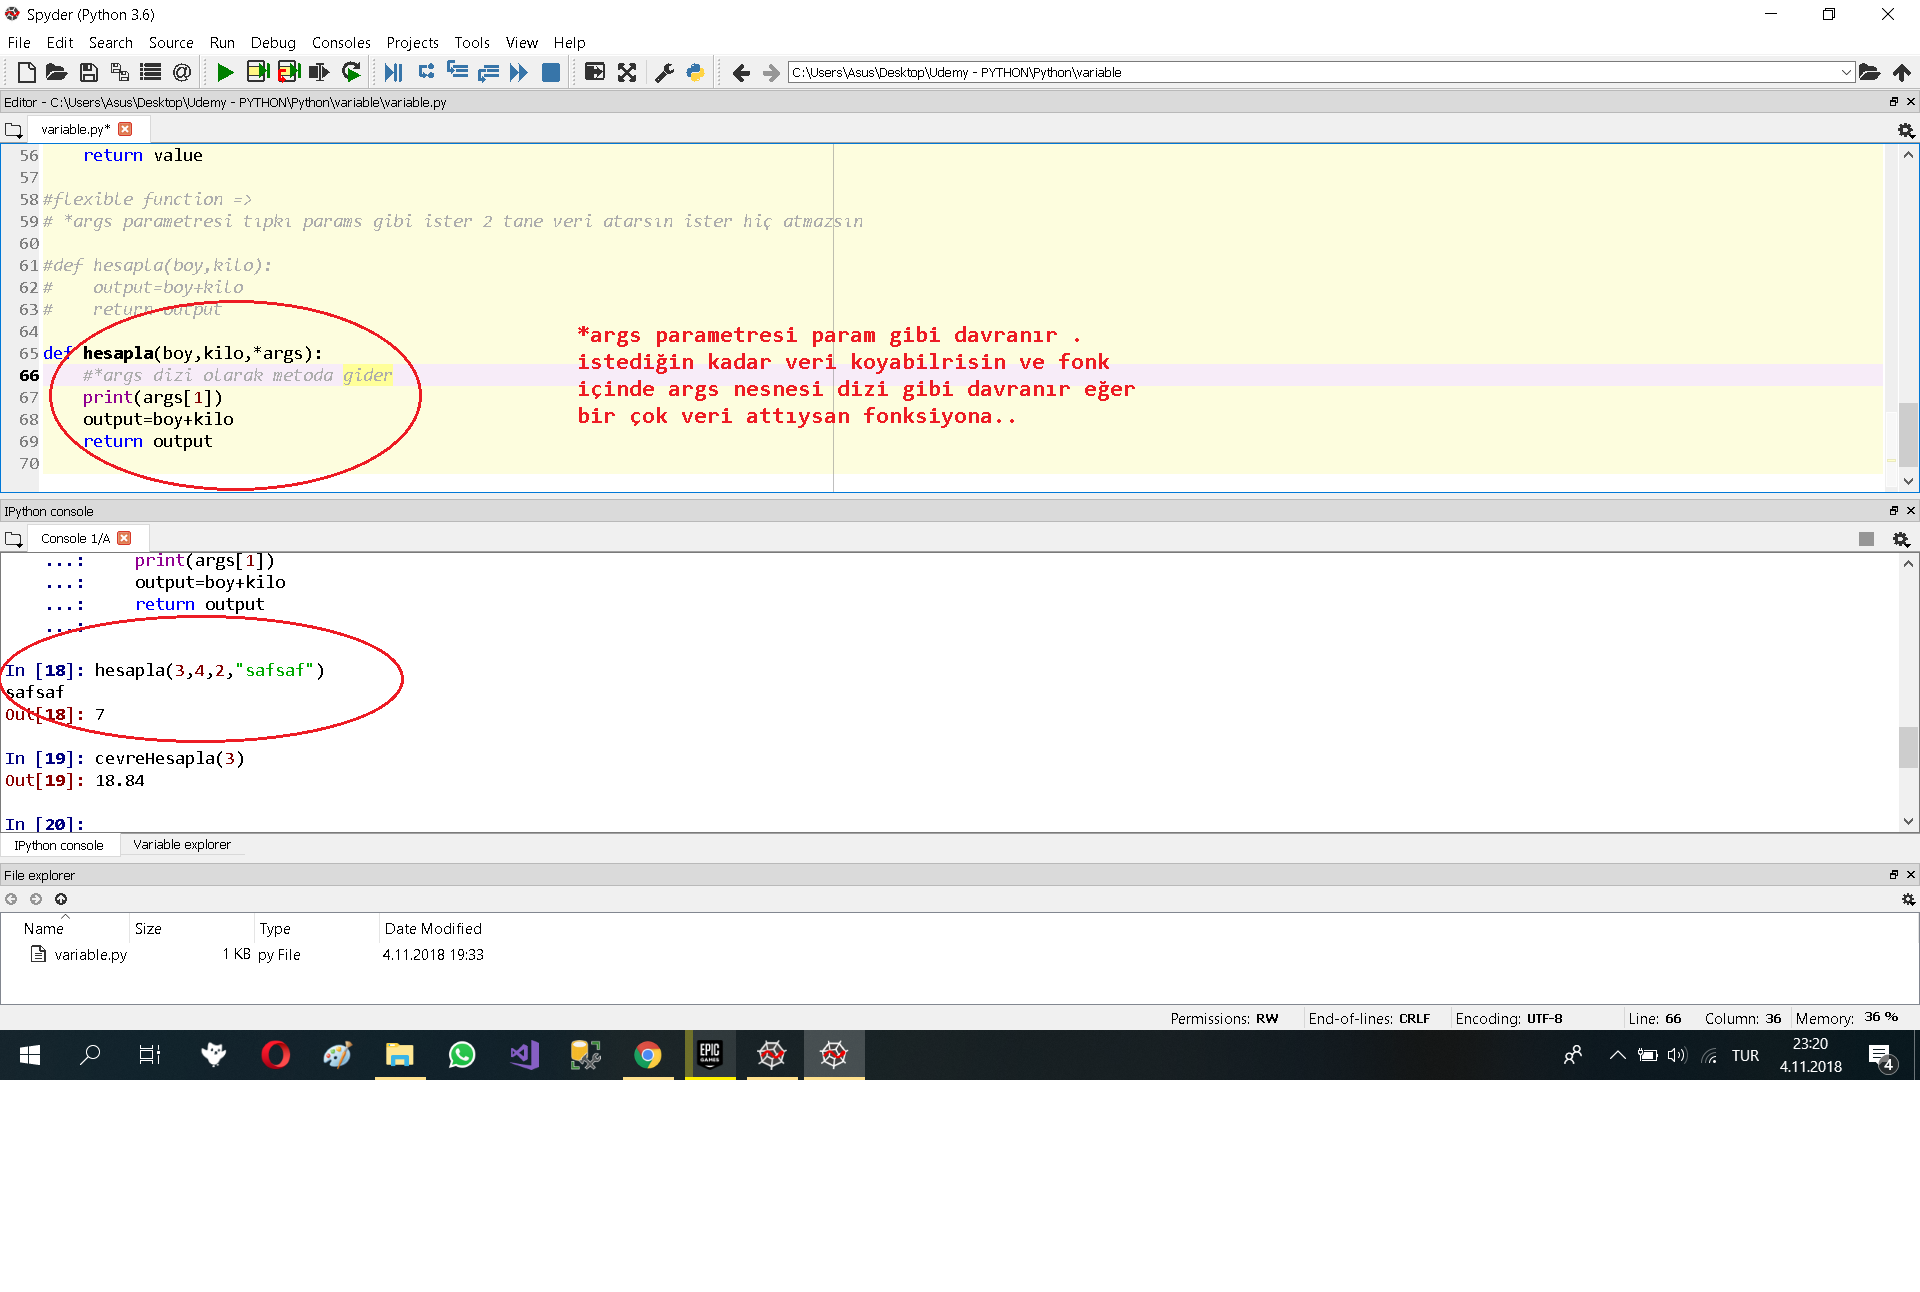 Spyder (Python 3.6)
File Edit Search Source Run Debug Consoles Projects Tools View Help
C:\Users\Asus\Desktop\Udemy - PYTHON\Python\variable
Editor - C:\Users\Asus\Desktop\Udemy - PYTHON\Python\variable\variable.py
variable.py*
56     return value
57
58 #flexible function =>
59 # *args parametresi tıpkı params gibi ister 2 tane veri atarsın ister hiç atmazsın
60
61 #def hesapla(boy,kilo):
62 #    output=boy+kilo
63 #    return output
64
65 def hesapla(boy,kilo,*args):
66     #*args dizi olarak metoda gider
67     print(args[1])
68     output=boy+kilo
69     return output
70
*args parametresi param gibi davranır .
istediğin kadar veri koyabilrisin ve fonk
içinde args nesnesi dizi gibi davranır eğer
bir çok veri attıysan fonksiyona..
IPython console
Console 1/A
...:     print(args[1])
...:     output=boy+kilo
...:     return output
...:
In [18]: hesapla(3,4,2,"safsaf")
safsaf
Out[18]: 7
In [19]: cevreHesapla(3)
Out[19]: 18.84
In [20]:
IPython console Variable explorer
File explorer
Name Size Type Date Modified
variable.py 1 KB py File 4.11.2018 19:33
Permissions: RW End-of-lines: CRLF Encoding: UTF-8 Line: 66 Column: 36 Memory: 36 %
EPIC
GAMES
TUR
23:20
4.11.2018
4